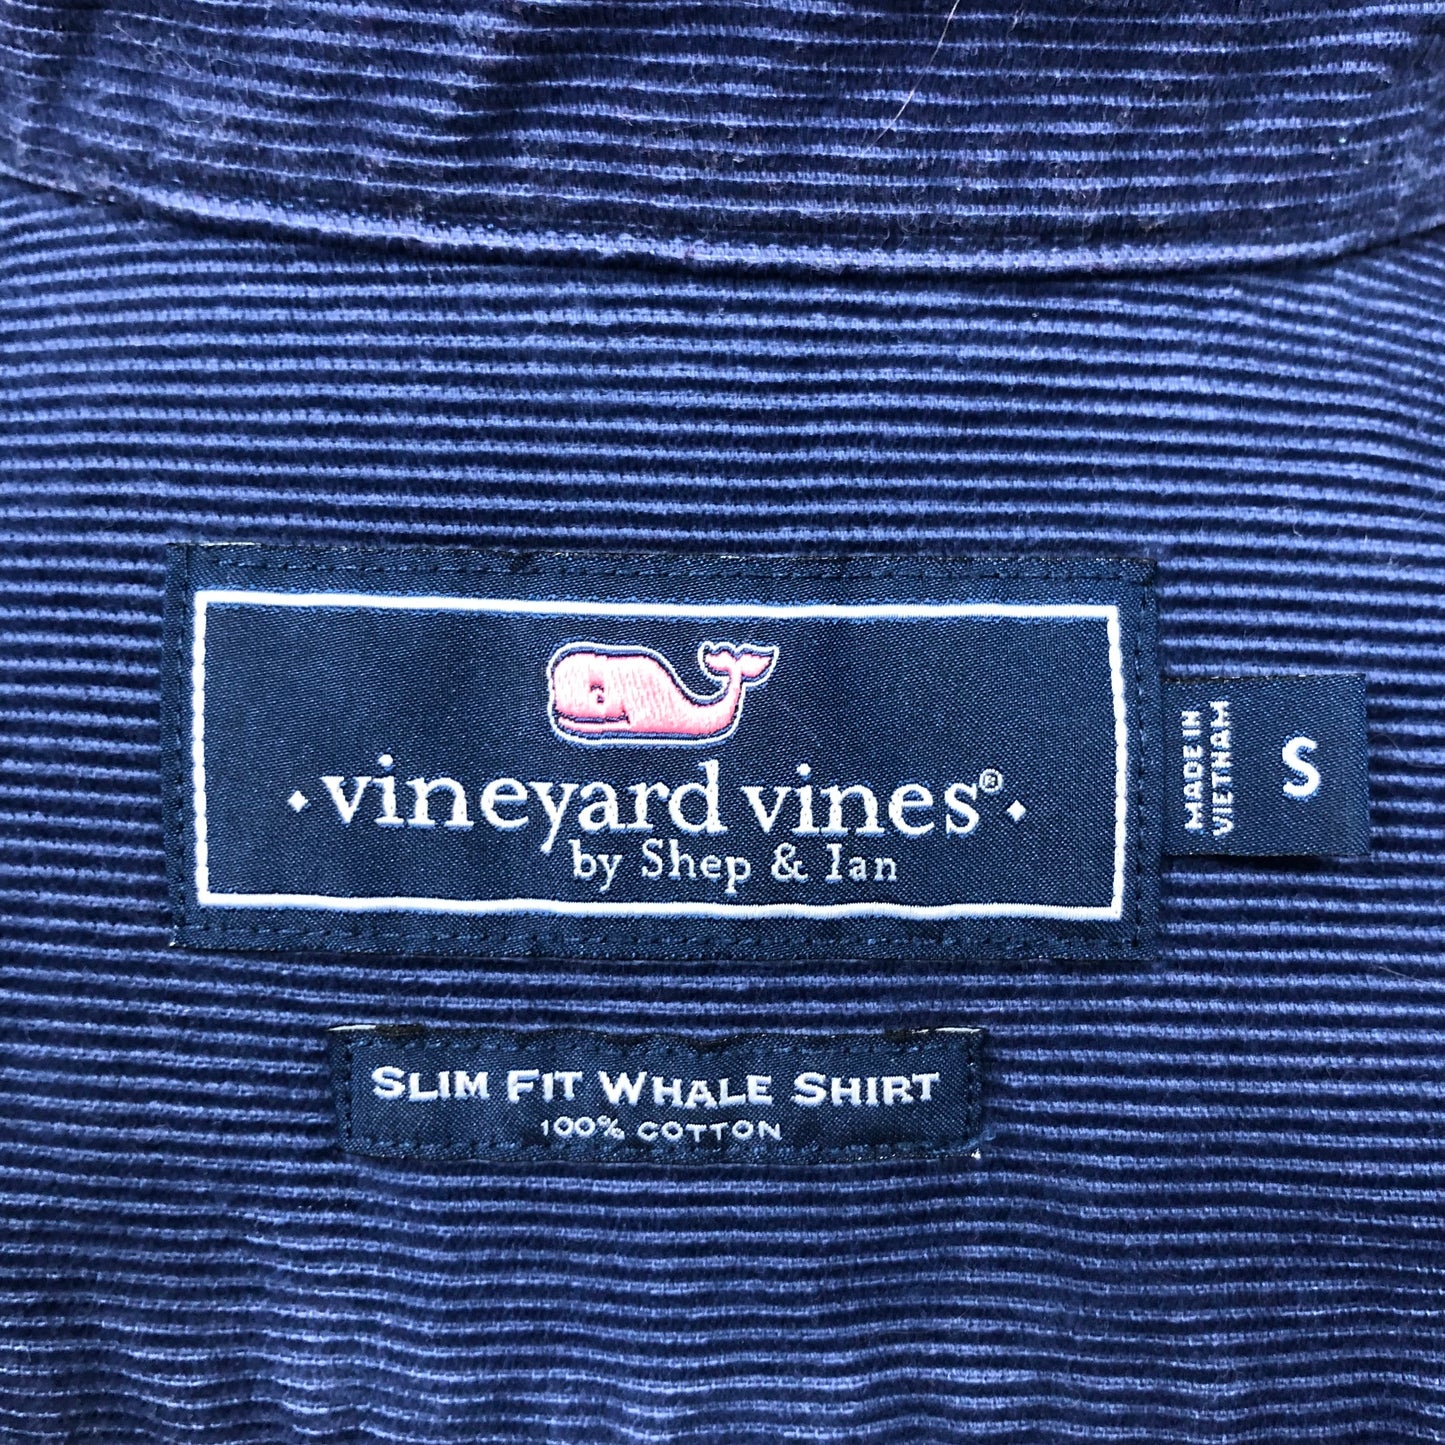 vineyard vines®
by Shep & Ian
MADE IN
VIETNAM
S
SLIM FIT WHALE SHIRT
100% COTTON